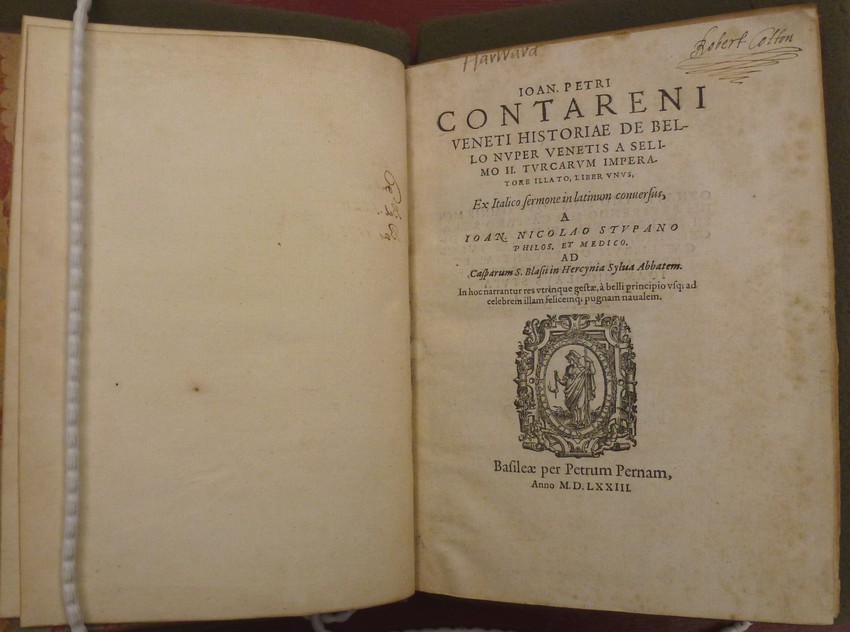 Harward
Robert Cotton
IOAN. PETRI
CONTARENI
VENETI HISTORIAE DE BEL-
LO NVPER VENETIS A SELI-
MO II. TVRCARVM IMPERA-
TORE ILLATO, LIBER VNVS,
Ex Italico sermone in latinum conuersus,
A
IOAN. NICOLAO STVPANO
PHILOS. ET MEDICO.
AD
Casparum S. Blasii in Hercynia Sylua Abbatem.
In hoc narrantur res vtrinque gestæ, à belli principio vsq; ad
celebrem illam felicemq; pugnam naualem.
Basileæ per Petrum Pernam,
Anno M. D. LXXIII.